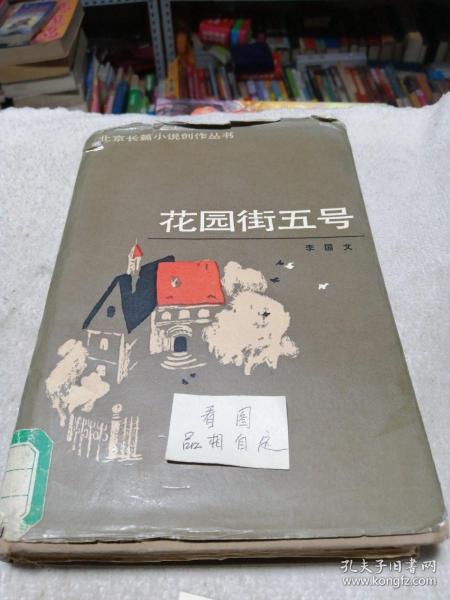 北京长篇小说创作丛书
花园街五号
李国文
看图
品相自定
孔夫子旧书网
www.kongfz.com